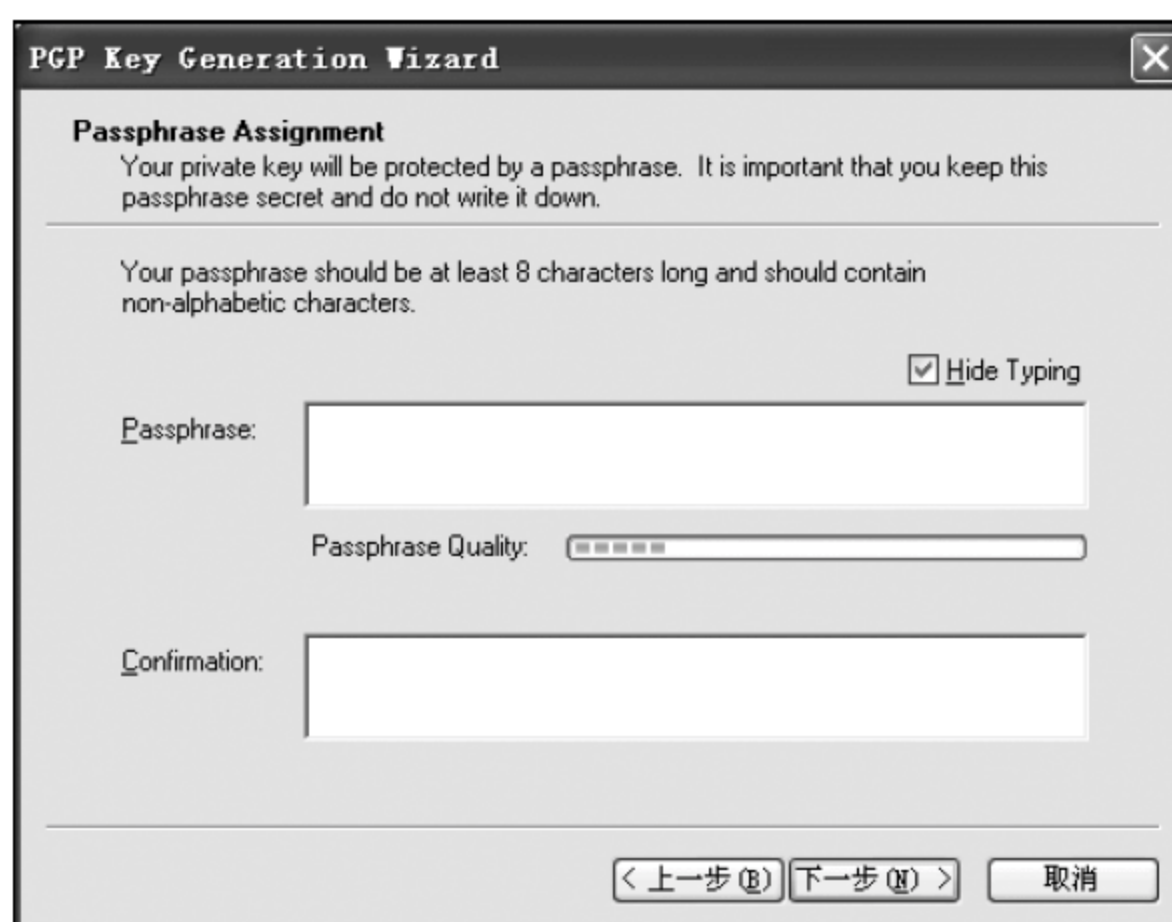 PGP Key Generation Wizard
Passphrase Assignment
Your private key will be protected by a passphrase. It is important that you keep this
passphrase secret and do not write it down.
Your passphrase should be at least 8 characters long and should contain
non-alphabetic characters.
Hide Typing
Passphrase:
Passphrase Quality:
Confirmation:
< 上一步(B) 下一步(N) > 取消